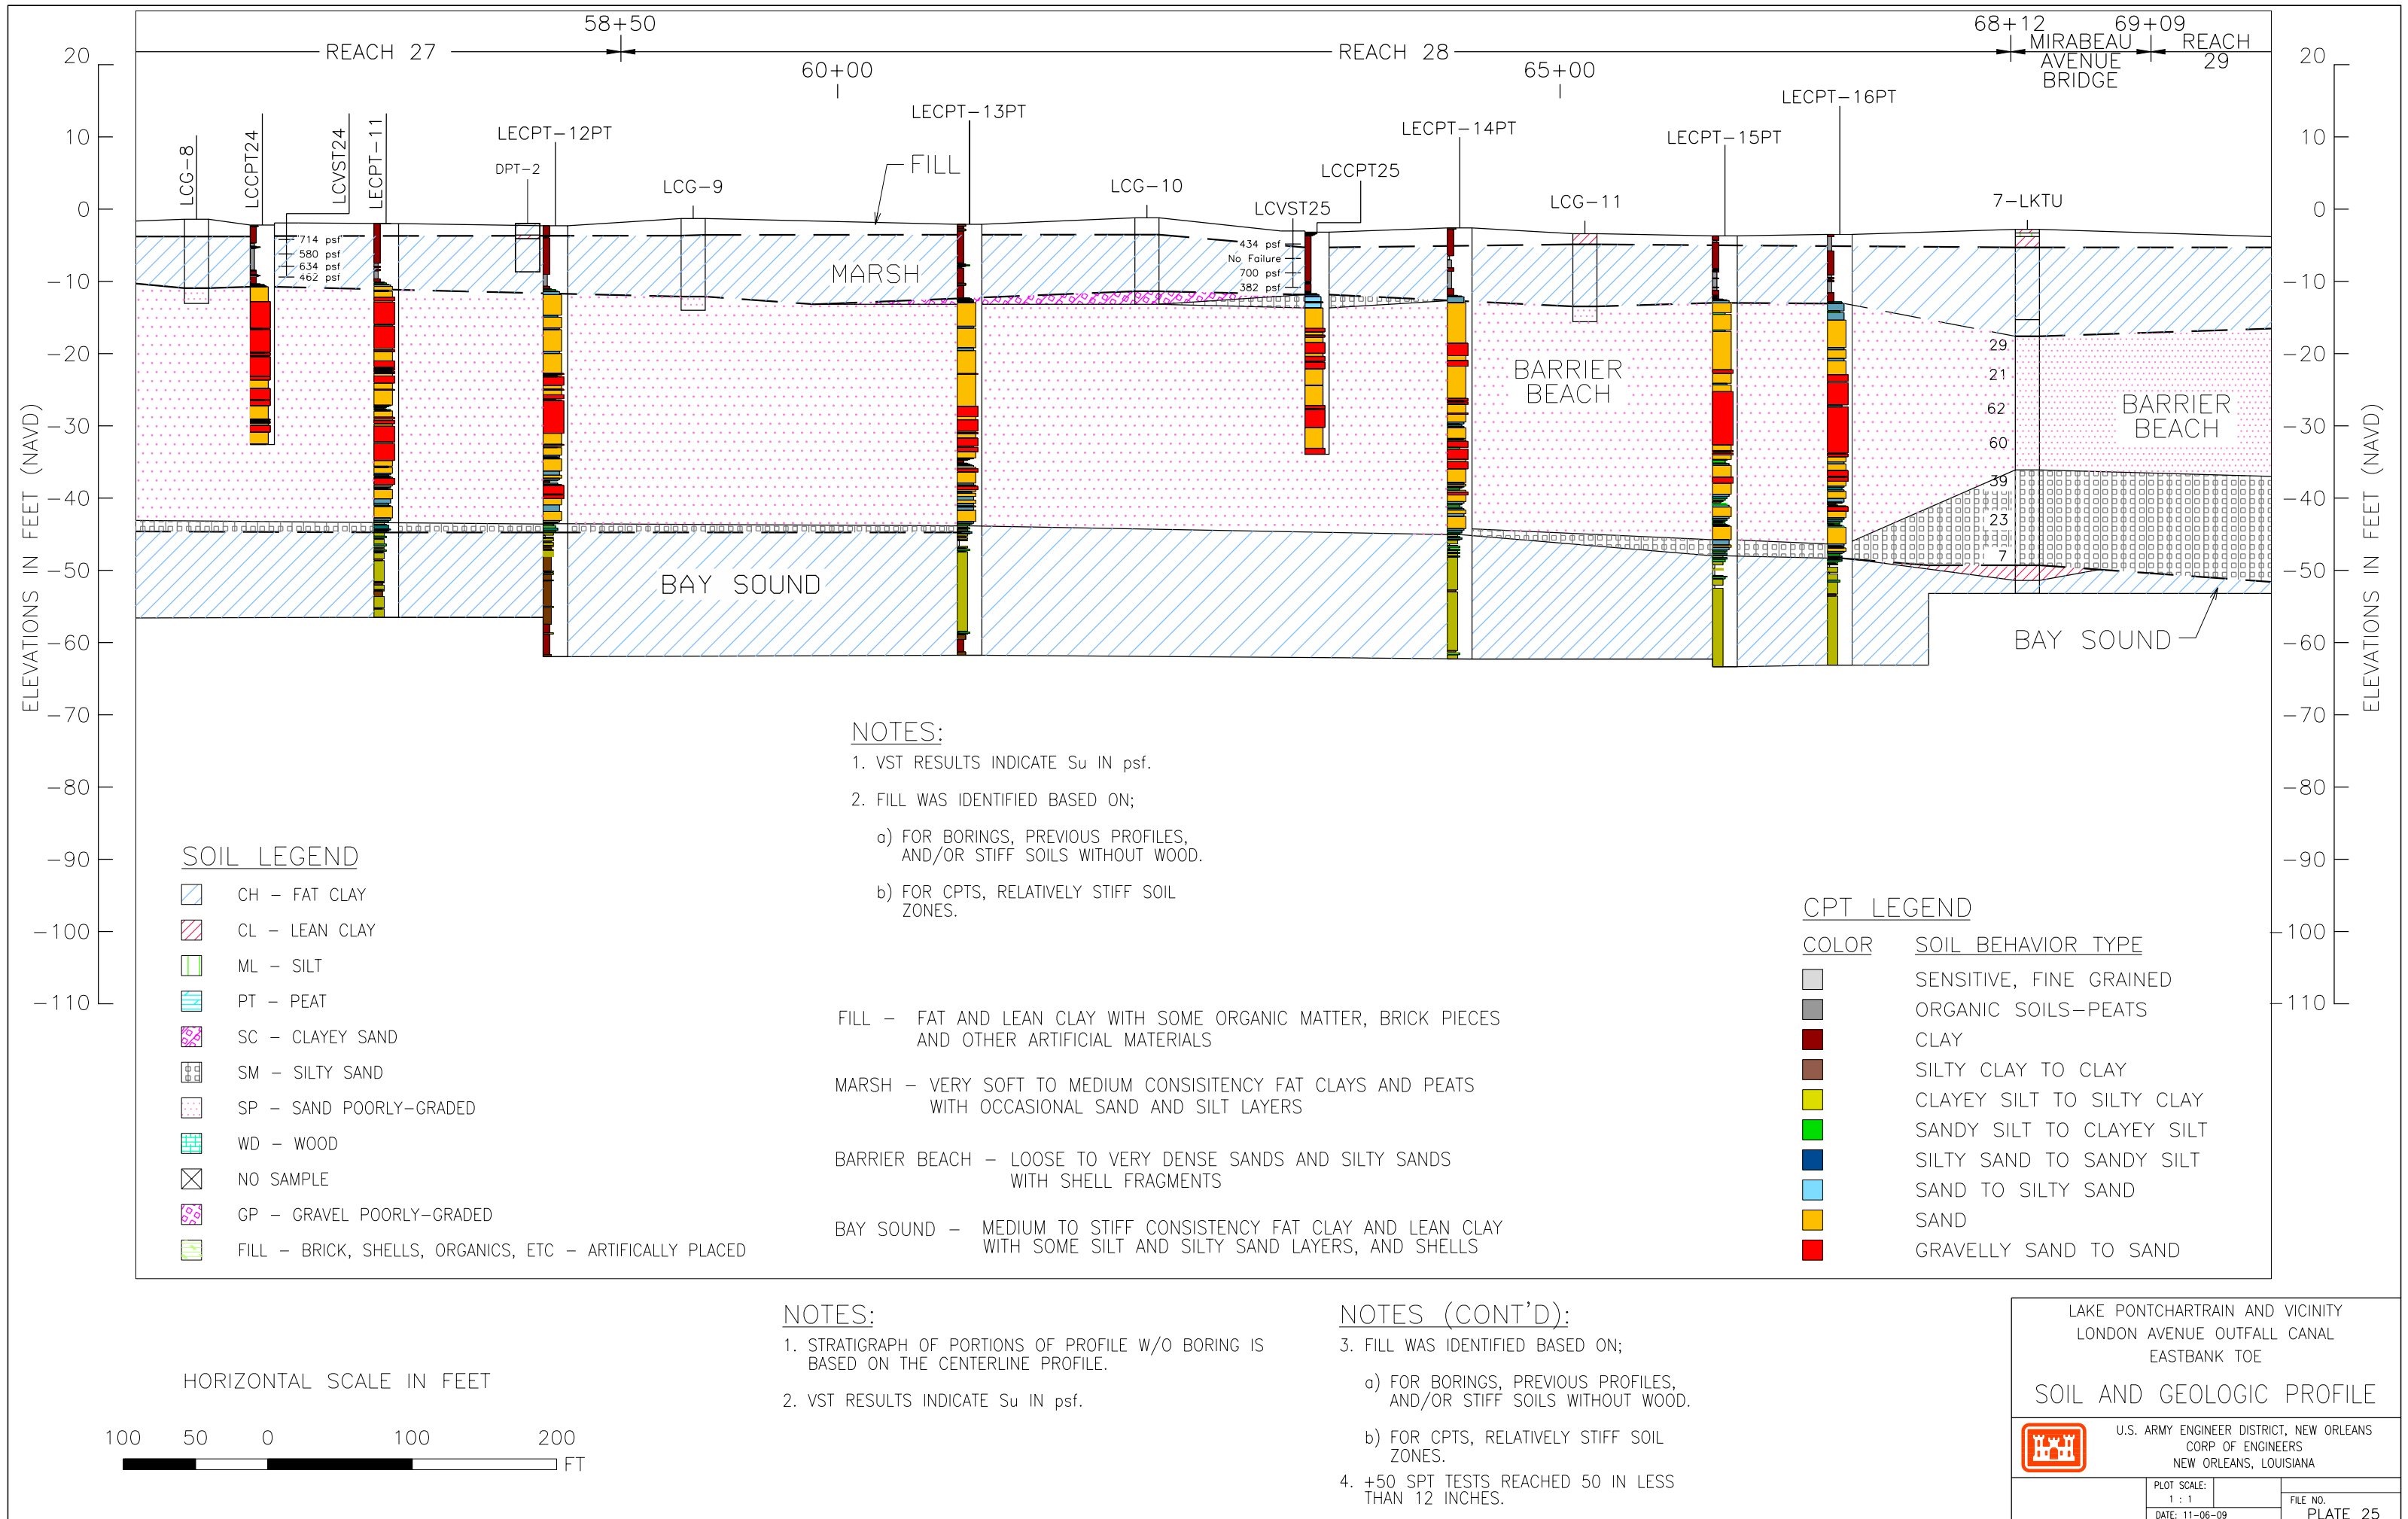 58+50
68+12
69+09
REACH 27
REACH 28
MIRABEAU
AVENUE
BRIDGE
REACH
29
60+00
65+00
20
10
0
-10
-20
-30
-40
-50
-60
-70
-80
-90
-100
-110
ELEVATIONS IN FEET (NAVD)
20
10
0
-10
-20
-30
-40
-50
-60
-70
-80
-90
-100
-110
ELEVATIONS IN FEET (NAVD)
LCG-8
LCCPT24
LCVST24
LECPT-11
LECPT-12PT
DPT-2
LCG-9
FILL
LECPT-13PT
LCG-10
LCVST25
LCCPT25
LECPT-14PT
LCG-11
LECPT-15PT
LECPT-16PT
7-LKTU
714 psf
580 psf
634 psf
462 psf
434 psf
No Failure
700 psf
382 psf
MARSH
BARRIER
BEACH
BARRIER
BEACH
29
21
62
60
39
23
7
BAY SOUND
BAY SOUND
NOTES:
1. VST RESULTS INDICATE Su IN psf.
2. FILL WAS IDENTIFIED BASED ON;
a) FOR BORINGS, PREVIOUS PROFILES,
AND/OR STIFF SOILS WITHOUT WOOD.
b) FOR CPTS, RELATIVELY STIFF SOIL
ZONES.
SOIL LEGEND
CH - FAT CLAY
CL - LEAN CLAY
ML - SILT
PT - PEAT
SC - CLAYEY SAND
SM - SILTY SAND
SP - SAND POORLY-GRADED
WD - WOOD
NO SAMPLE
GP - GRAVEL POORLY-GRADED
FILL - BRICK, SHELLS, ORGANICS, ETC - ARTIFICALLY PLACED
FILL - FAT AND LEAN CLAY WITH SOME ORGANIC MATTER, BRICK PIECES
AND OTHER ARTIFICIAL MATERIALS
MARSH - VERY SOFT TO MEDIUM CONSISITENCY FAT CLAYS AND PEATS
WITH OCCASIONAL SAND AND SILT LAYERS
BARRIER BEACH - LOOSE TO VERY DENSE SANDS AND SILTY SANDS
WITH SHELL FRAGMENTS
BAY SOUND - MEDIUM TO STIFF CONSISTENCY FAT CLAY AND LEAN CLAY
WITH SOME SILT AND SILTY SAND LAYERS, AND SHELLS
CPT LEGEND
COLOR SOIL BEHAVIOR TYPE
SENSITIVE, FINE GRAINED
ORGANIC SOILS-PEATS
CLAY
SILTY CLAY TO CLAY
CLAYEY SILT TO SILTY CLAY
SANDY SILT TO CLAYEY SILT
SILTY SAND TO SANDY SILT
SAND TO SILTY SAND
SAND
GRAVELLY SAND TO SAND
HORIZONTAL SCALE IN FEET
100 50 0 100 200
FT
NOTES:
1. STRATIGRAPH OF PORTIONS OF PROFILE W/O BORING IS
BASED ON THE CENTERLINE PROFILE.
2. VST RESULTS INDICATE Su IN psf.
NOTES (CONT'D):
3. FILL WAS IDENTIFIED BASED ON;
a) FOR BORINGS, PREVIOUS PROFILES,
AND/OR STIFF SOILS WITHOUT WOOD.
b) FOR CPTS, RELATIVELY STIFF SOIL
ZONES.
4. +50 SPT TESTS REACHED 50 IN LESS
THAN 12 INCHES.
LAKE PONTCHARTRAIN AND VICINITY
LONDON AVENUE OUTFALL CANAL
EASTBANK TOE
SOIL AND GEOLOGIC PROFILE
U.S. ARMY ENGINEER DISTRICT, NEW ORLEANS
CORP OF ENGINEERS
NEW ORLEANS, LOUISIANA
PLOT SCALE:
1 : 1
DATE: 11-06-09
FILE NO.
PLATE 25